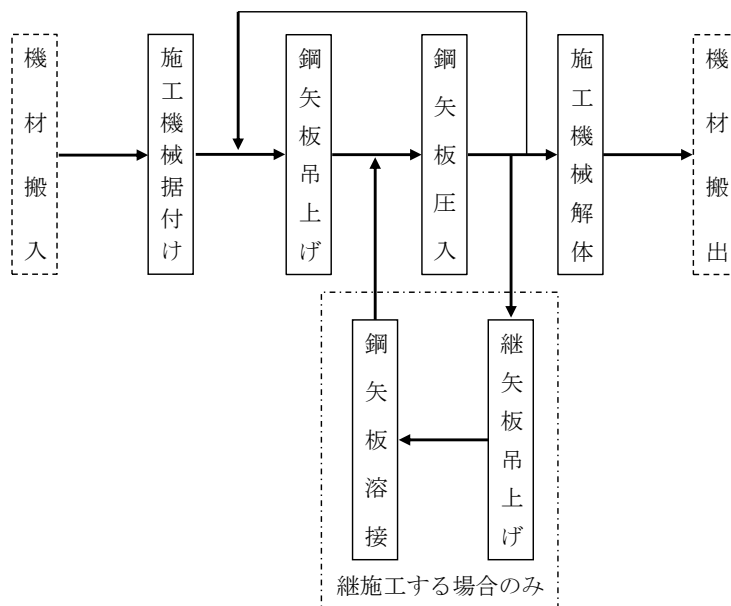 機材搬入
施工機械据付け
鋼矢板吊上げ
鋼矢板圧入
施工機械解体
機材搬出
鋼矢板溶接
継矢板吊上げ
継施工する場合のみ